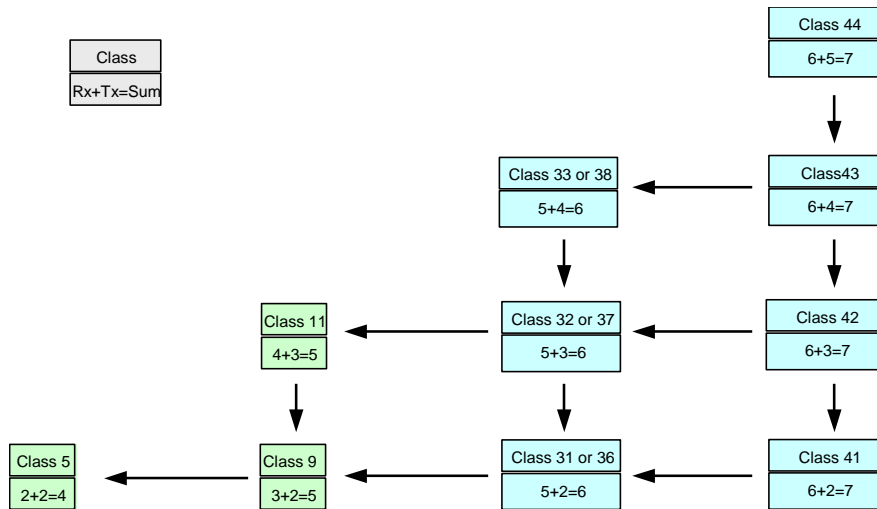 Class 44
6+5=7
Class
Rx+Tx=Sum
Class 33 or 38
5+4=6
Class43
6+4=7
Class 11
4+3=5
Class 32 or 37
5+3=6
Class 42
6+3=7
Class 5
2+2=4
Class 9
3+2=5
Class 31 or 36
5+2=6
Class 41
6+2=7